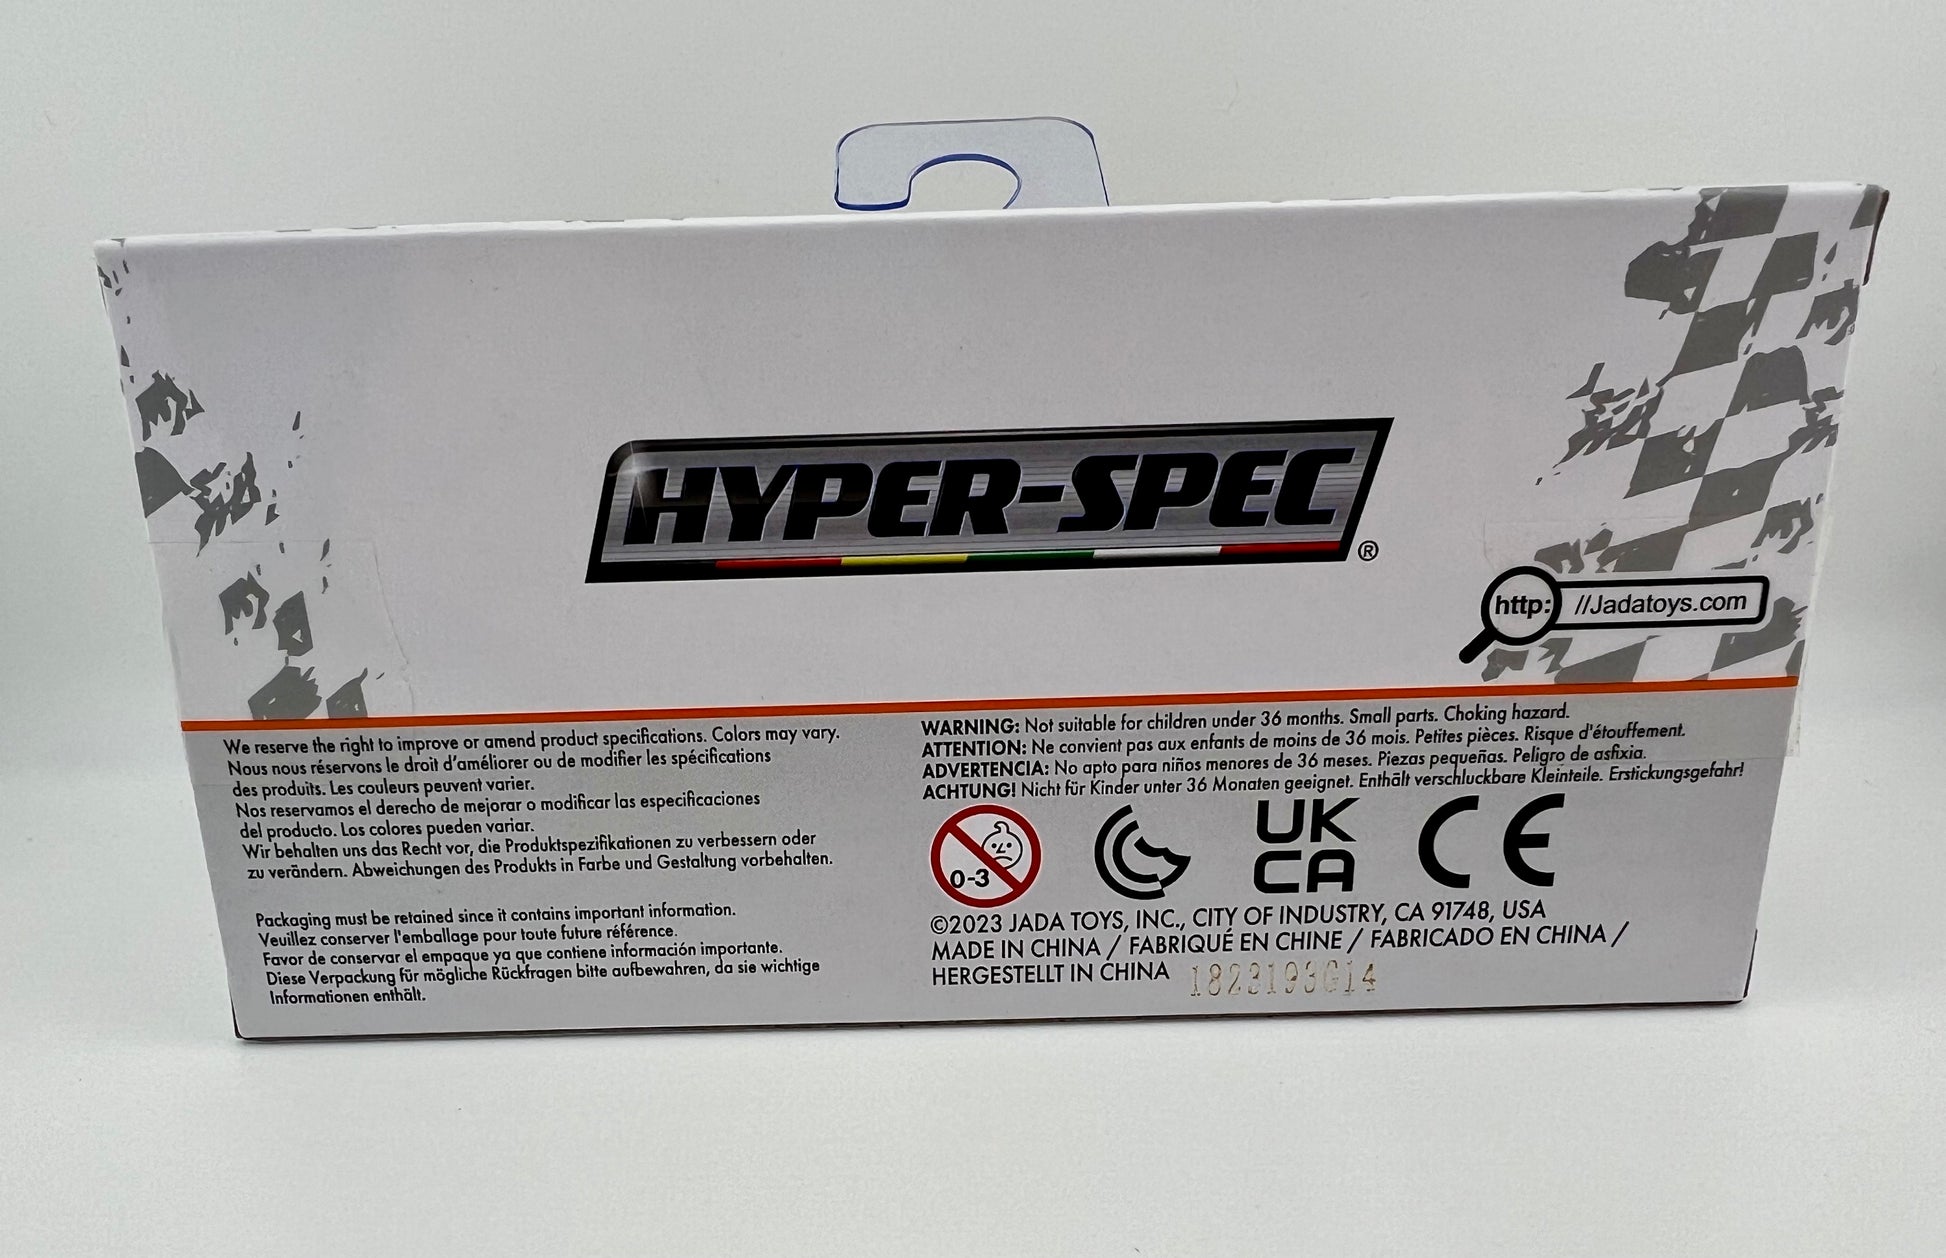 HYPER-SPEC
®
http: //Jadatoys.com
We reserve the right to improve or amend product specifications. Colors may vary.
Nous nous réservons le droit d'améliorer ou de modifier les spécifications
des produits. Les couleurs peuvent varier.
Nos reservamos el derecho de mejorar o modificar las especificaciones
del producto. Los colores pueden variar.
Wir behalten uns das Recht vor, die Produktspezifikationen zu verbessern oder
zu verändern. Abweichungen des Produkts in Farbe und Gestaltung vorbehalten.
Packaging must be retained since it contains important information.
Veuillez conserver l'emballage pour toute future référence.
Favor de conservar el empaque ya que contiene información importante.
Diese Verpackung für mögliche Rückfragen bitte aufbewahren, da sie wichtige
Informationen enthält.
WARNING: Not suitable for children under 36 months. Small parts. Choking hazard.
ATTENTION: Ne convient pas aux enfants de moins de 36 mois. Petites pièces. Risque d'étouffement.
ADVERTENCIA: No apto para niños menores de 36 meses. Piezas pequeñas. Peligro de asfixia.
ACHTUNG! Nicht für Kinder unter 36 Monaten geeignet. Enthält verschluckbare Kleinteile. Erstickungsgefahr!
0-3
UK
CA
CE
©2023 JADA TOYS, INC., CITY OF INDUSTRY, CA 91748, USA
MADE IN CHINA / FABRIQUÉ EN CHINE / FABRICADO EN CHINA /
HERGESTELLT IN CHINA 1823193G14